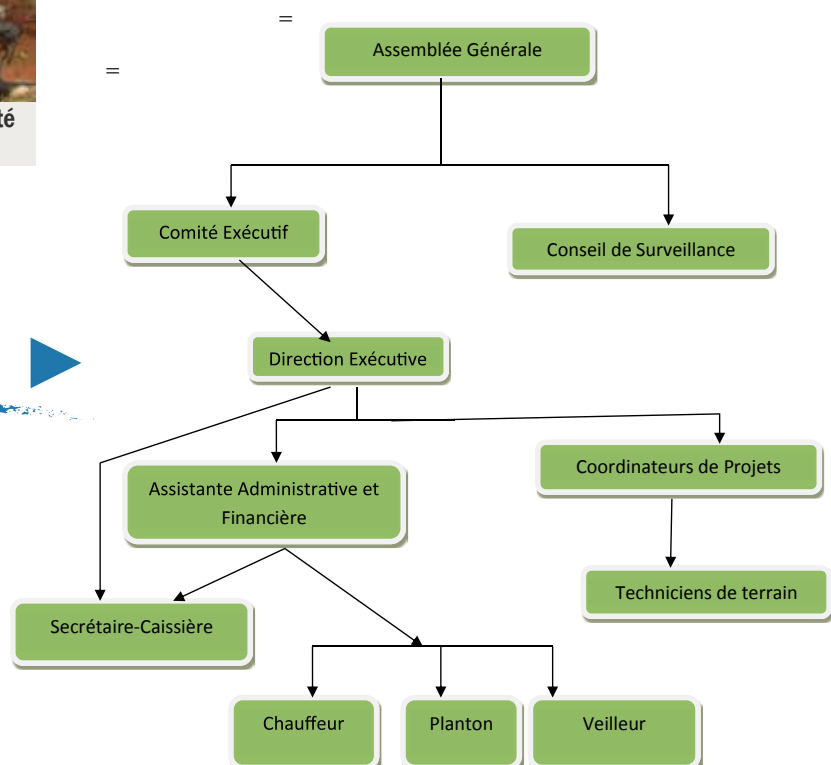 =
Assemblée Générale
=
té
Comité Exécutif
Conseil de Surveillance
Direction Exécutive
Coordinateurs de Projets
Assistante Administrative et
Financière
Techniciens de terrain
Secrétaire-Caissière
Chauffeur
Planton
Veilleur